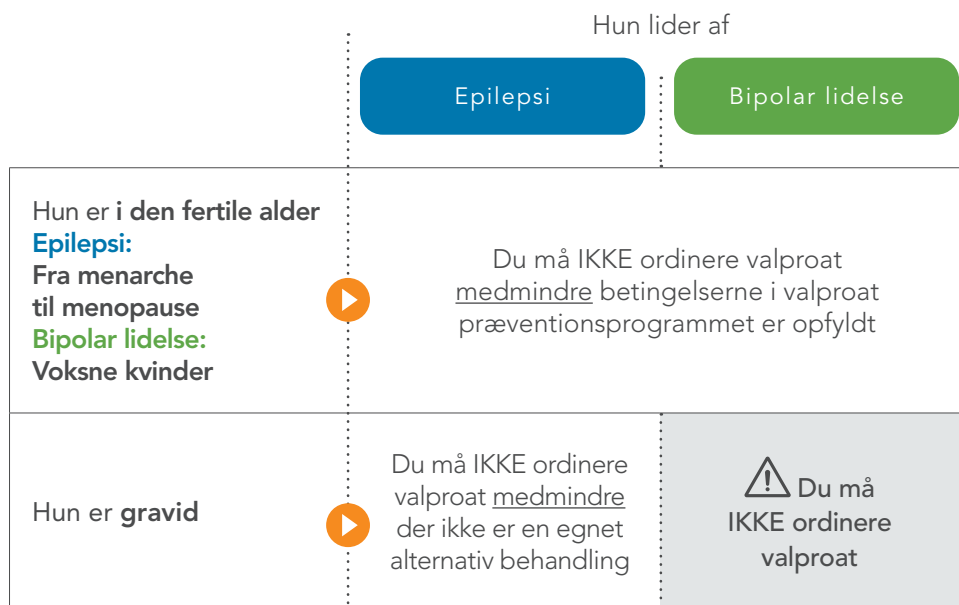 Hun lider af
Epilepsi
Bipolar lidelse
Hun er i den fertile alder
Epilepsi:
Fra menarche
til menopause
Bipolar lidelse:
Voksne kvinder
Du må IKKE ordinere valproat
medmindre betingelserne i valproat
præventionsprogrammet er opfyldt
Hun er gravid
Du må IKKE ordinere
valproat medmindre
der ikke er en egnet
alternativ behandling
Du må
IKKE ordinere
valproat